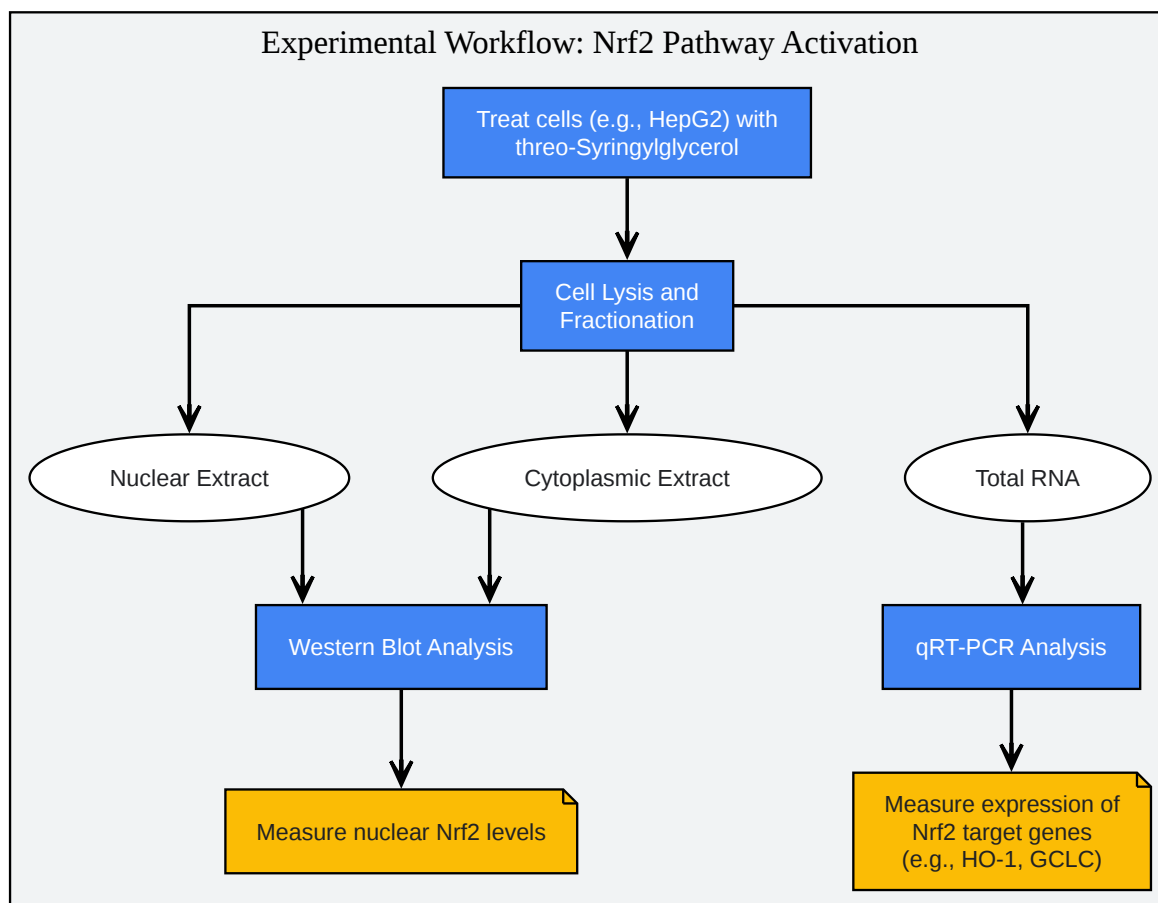 Experimental Workflow: Nrf2 Pathway Activation
Treat cells (e.g., HepG2) with
threo-Syringylglycerol
Cell Lysis and
Fractionation
Nuclear Extract
Cytoplasmic Extract
Total RNA
Western Blot Analysis
qRT-PCR Analysis
Measure nuclear Nrf2 levels
Measure expression of
Nrf2 target genes
(e.g., HO-1, GCLC)